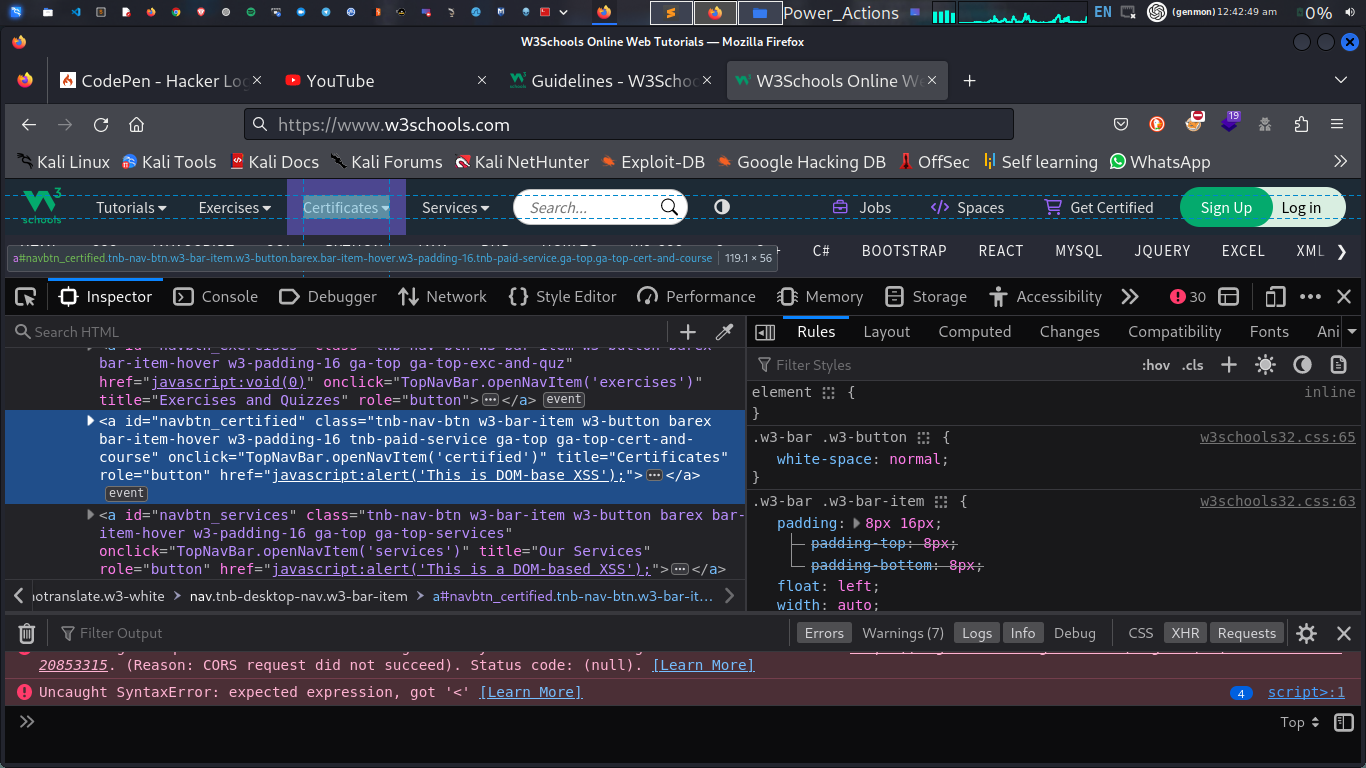 Power_Actions
EN
(genmon)
12:42:49 am
0%
W3Schools Online Web Tutorials — Mozilla Firefox
CodePen - Hacker Log
YouTube
Guidelines - W3Schoo
W3Schools Online We
https://www.w3schools.com
19
Kali Linux
Kali Tools
Kali Docs
Kali Forums
Kali NetHunter
Exploit-DB
Google Hacking DB
OffSec
Self learning
WhatsApp
W3
schools
Tutorials
Exercises
Certificates
Services
Search...
Jobs
Spaces
Get Certified
Sign Up
Log in
C#
BOOTSTRAP
REACT
MYSQL
JQUERY
EXCEL
XML
a#navbtn_certified.tnb-nav-btn.w3-bar-item.w3-button.barex.bar-item-hover.w3-padding-16.tnb-paid-service.ga-top.ga-top-cert-and-course | 119.1 × 56
Inspector
Console
Debugger
Network
Style Editor
Performance
Memory
Storage
Accessibility
30
Search HTML
<a id="navbtn_exercises" class="tnb-nav-btn w3-bar-item w3-button barex
bar-item-hover w3-padding-16 ga-top ga-top-exc-and-quz"
href="javascript:void(0)" onclick="TopNavBar.openNavItem('exercises')"
title="Exercises and Quizzes" role="button">…</a> event
<a id="navbtn_certified" class="tnb-nav-btn w3-bar-item w3-button barex
bar-item-hover w3-padding-16 tnb-paid-service ga-top ga-top-cert-and-
course" onclick="TopNavBar.openNavItem('certified')" title="Certificates"
role="button" href="javascript:alert('This is DOM-base XSS');">…</a>
event
<a id="navbtn_services" class="tnb-nav-btn w3-bar-item w3-button barex bar-
item-hover w3-padding-16 ga-top ga-top-services"
onclick="TopNavBar.openNavItem('services')" title="Our Services"
role="button" href="javascript:alert('This is a DOM-based XSS');">…</a>
notranslate.w3-white
nav.tnb-desktop-nav.w3-bar-item
a#navbtn_certified.tnb-nav-btn.w3-bar-it…
Rules
Layout
Computed
Changes
Compatibility
Fonts
Ani
Filter Styles
:hov
.cls
element {
inline
}
.w3-bar .w3-button {
w3schools32.css:65
white-space: normal;
}
.w3-bar .w3-bar-item {
w3schools32.css:63
padding: 8px 16px;
padding-top: 8px;
padding-bottom: 8px;
float: left;
width: auto;
Filter Output
Errors
Warnings (7)
Logs
Info
Debug
CSS
XHR
Requests
20853315. (Reason: CORS request did not succeed). Status code: (null). [Learn More]
Uncaught SyntaxError: expected expression, got '<' [Learn More]
4
script>:1
Top